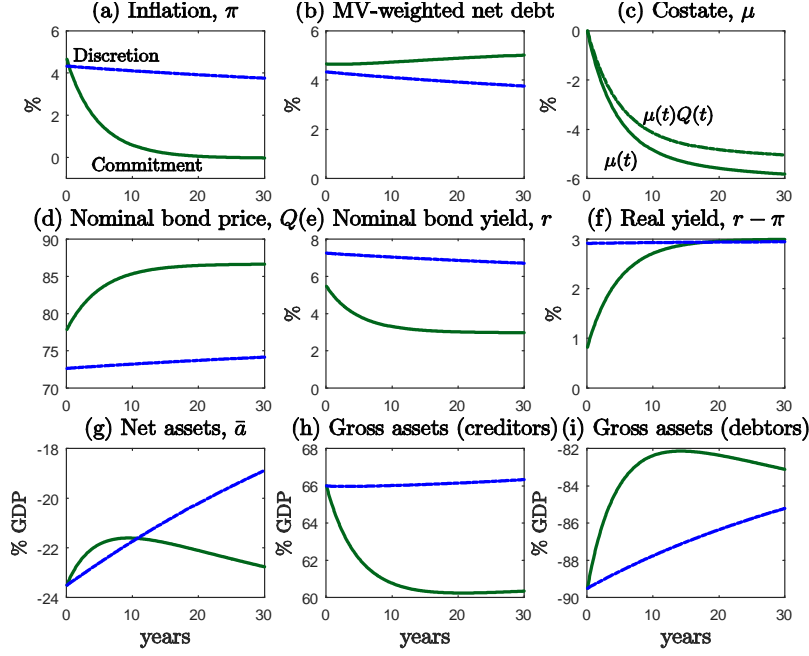 (a) Inflation, π
(b) MV-weighted net debt
(c) Costate, μ
6
4
2
0
%
Discretion
Commitment
0 10 20 30
6
4
2
0
%
0 10 20 30
0
-2
-4
-6
%
μ(t)Q(t)
μ(t)
0 10 20 30
(d) Nominal bond price, Q
(e) Nominal bond yield, r
(f) Real yield, r − π
90
85
80
75
70
0 10 20 30
8
6
4
2
0
%
0 10 20 30
3
2
1
0
%
0 10 20 30
(g) Net assets, ā
(h) Gross assets (creditors)
(i) Gross assets (debtors)
-18
-20
-22
-24
% GDP
0 10 20 30
years
68
66
64
62
60
% GDP
0 10 20 30
years
-82
-84
-86
-88
-90
% GDP
0 10 20 30
years